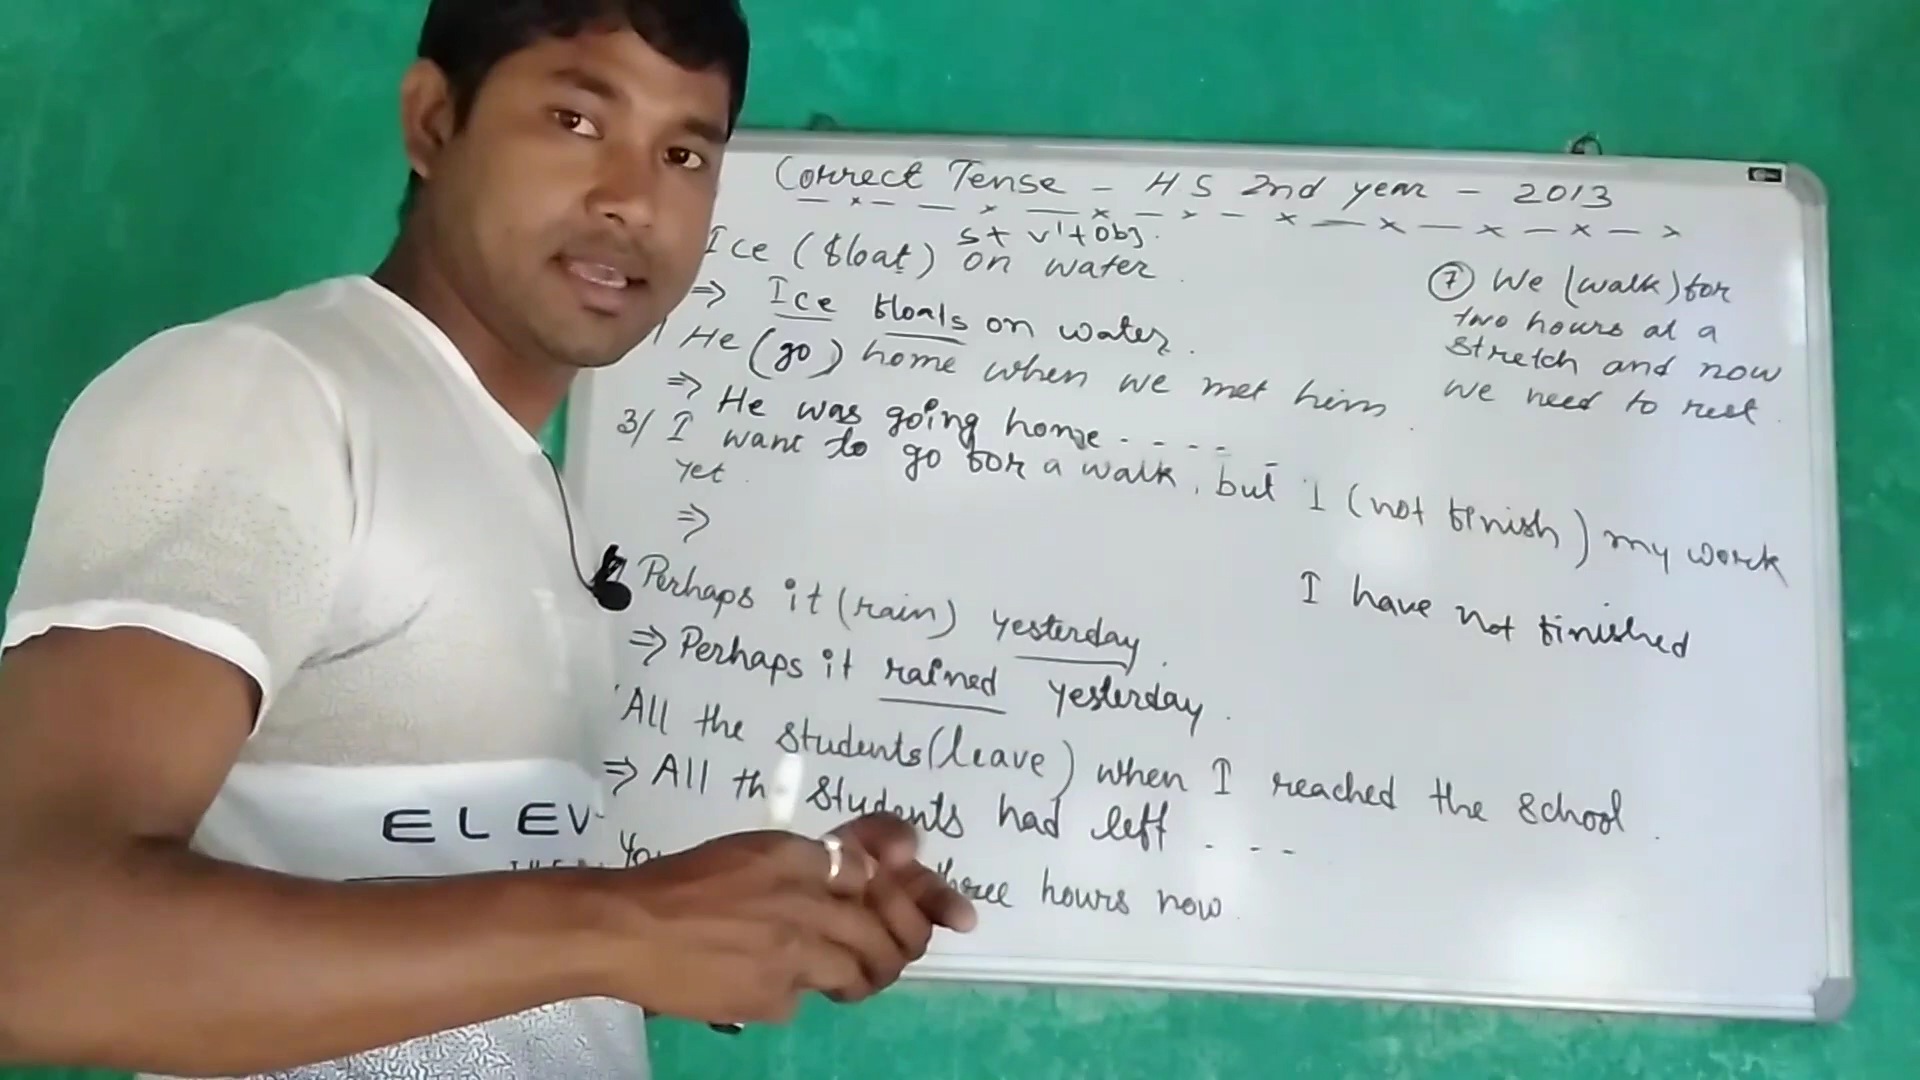 Correct Tense - HS 2nd year - 2013
S+ V'+Obj.
Ice (float) on water.
⇒ Ice floats on water.
He (go) home when we met him.
⇒ He was going home - - - -
3/ I want to go for a walk, but I (not finish) my work
yet.
⇒
I have not finished
Perhaps it (rain) yesterday.
⇒ Perhaps it rained yesterday.
All the students (leave) when I reached the school.
⇒ All the students had left - - - -
three hours now
⑦ We (walk) for
two hours at a
stretch and now
we need to rest.
ELEV